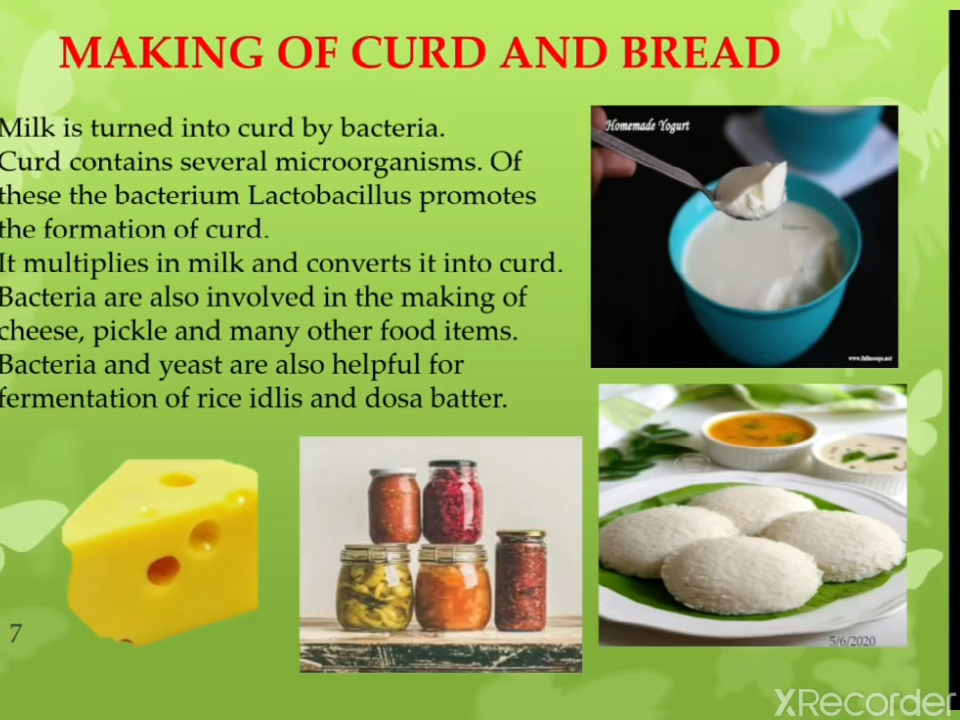 MAKING OF CURD AND BREAD
Milk is turned into curd by bacteria.
Curd contains several microorganisms. Of
these the bacterium Lactobacillus promotes
the formation of curd.
It multiplies in milk and converts it into curd.
Bacteria are also involved in the making of
cheese, pickle and many other food items.
Bacteria and yeast are also helpful for
fermentation of rice idlis and dosa batter.
Homemade Yogurt
7
5/6/2020
XRecorder